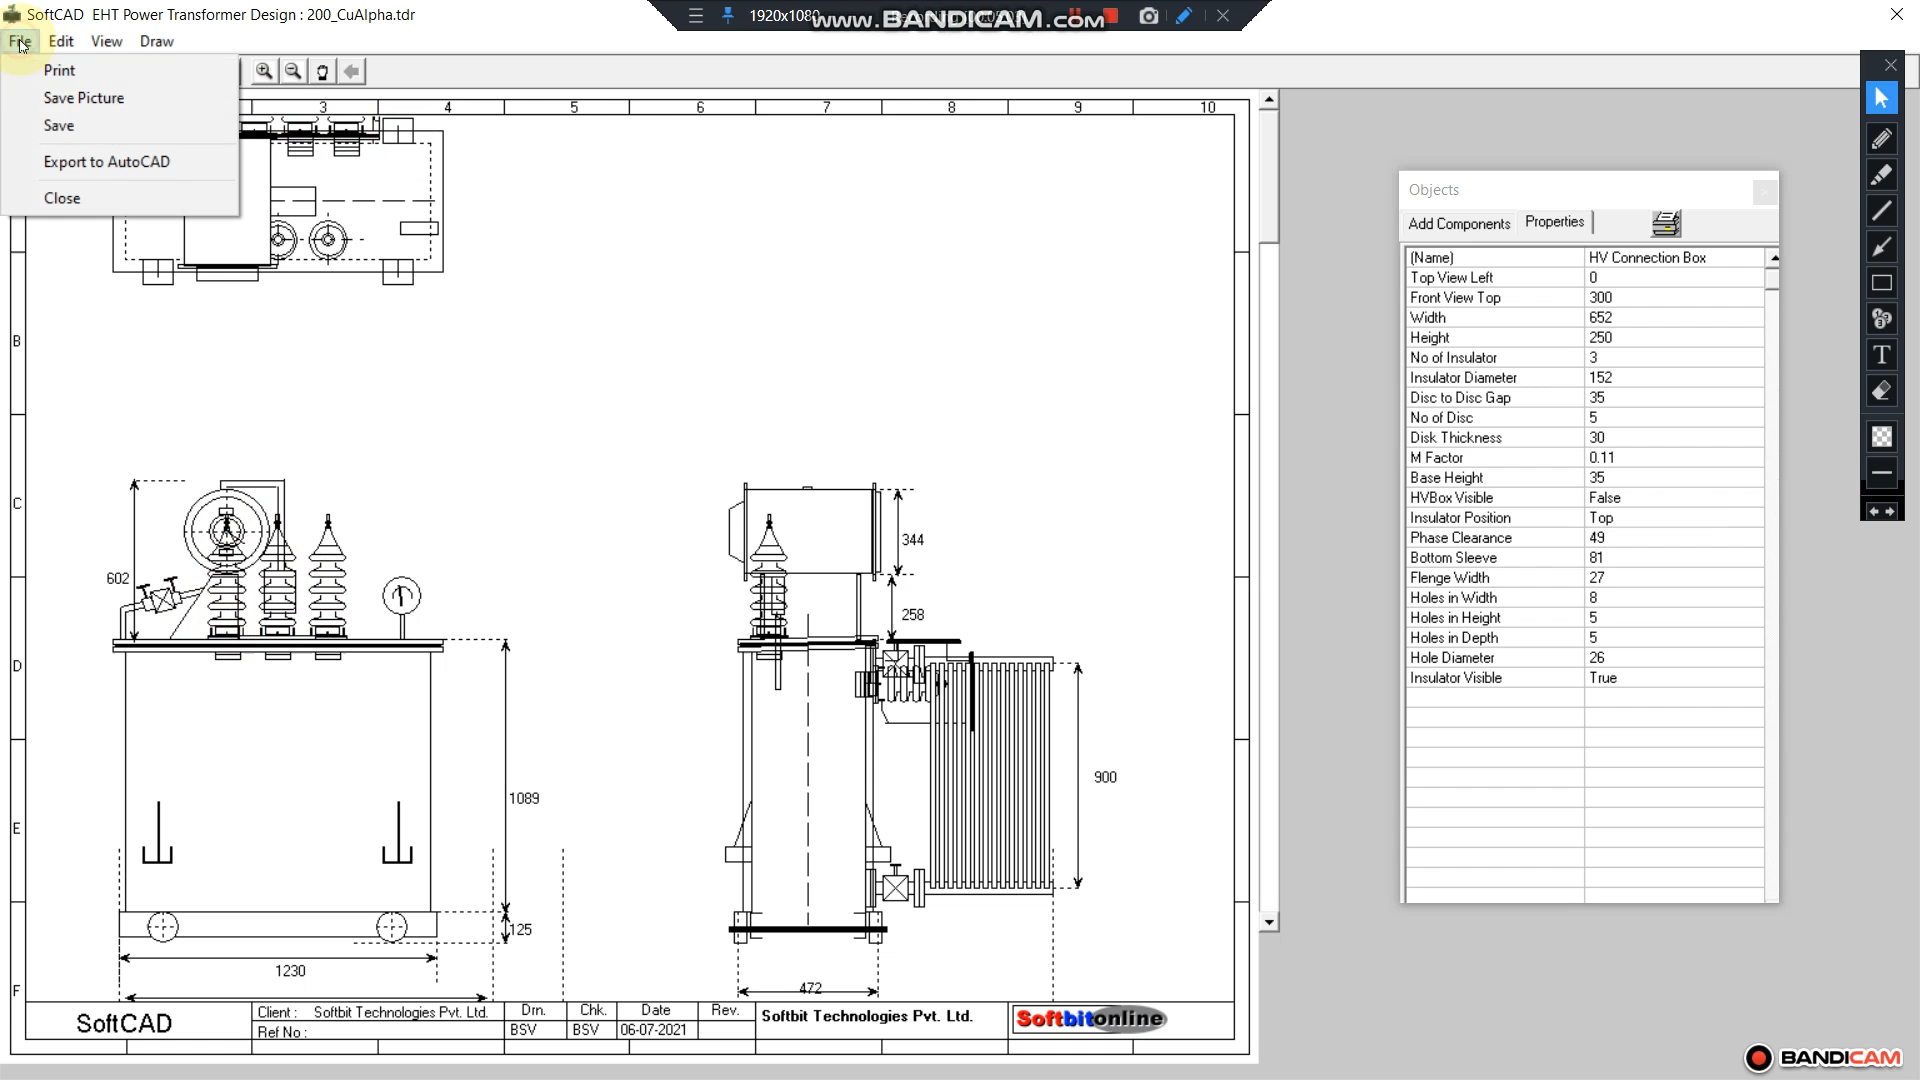 SoftCAD EHT Power Transformer Design : 200_CuAlpha.tdr
1920x1080
www.BANDICAM.com
File Edit View Draw
Print
Save Picture
Save
Export to AutoCAD
Close
3 4 5 6 7 8 9 10
B
C
D
E
F
602
1089
125
1230
344
258
900
472
Objects
Add Components Properties
(Name) HV Connection Box
Top View Left 0
Front View Top 300
Width 652
Height 250
No of Insulator 3
Insulator Diameter 152
Disc to Disc Gap 35
No of Disc 5
Disk Thickness 30
M Factor 0.11
Base Height 35
HVBox Visible False
Insulator Position Top
Phase Clearance 49
Bottom Sleeve 81
Flenge Width 27
Holes in Width 8
Holes in Height 5
Holes in Depth 5
Hole Diameter 26
Insulator Visible True
T
SoftCAD
Client : Softbit Technologies Pvt. Ltd.
Ref No :
Drn. Chk. Date Rev.
BSV BSV 06-07-2021
Softbit Technologies Pvt. Ltd.
Softbitonline
BANDICAM